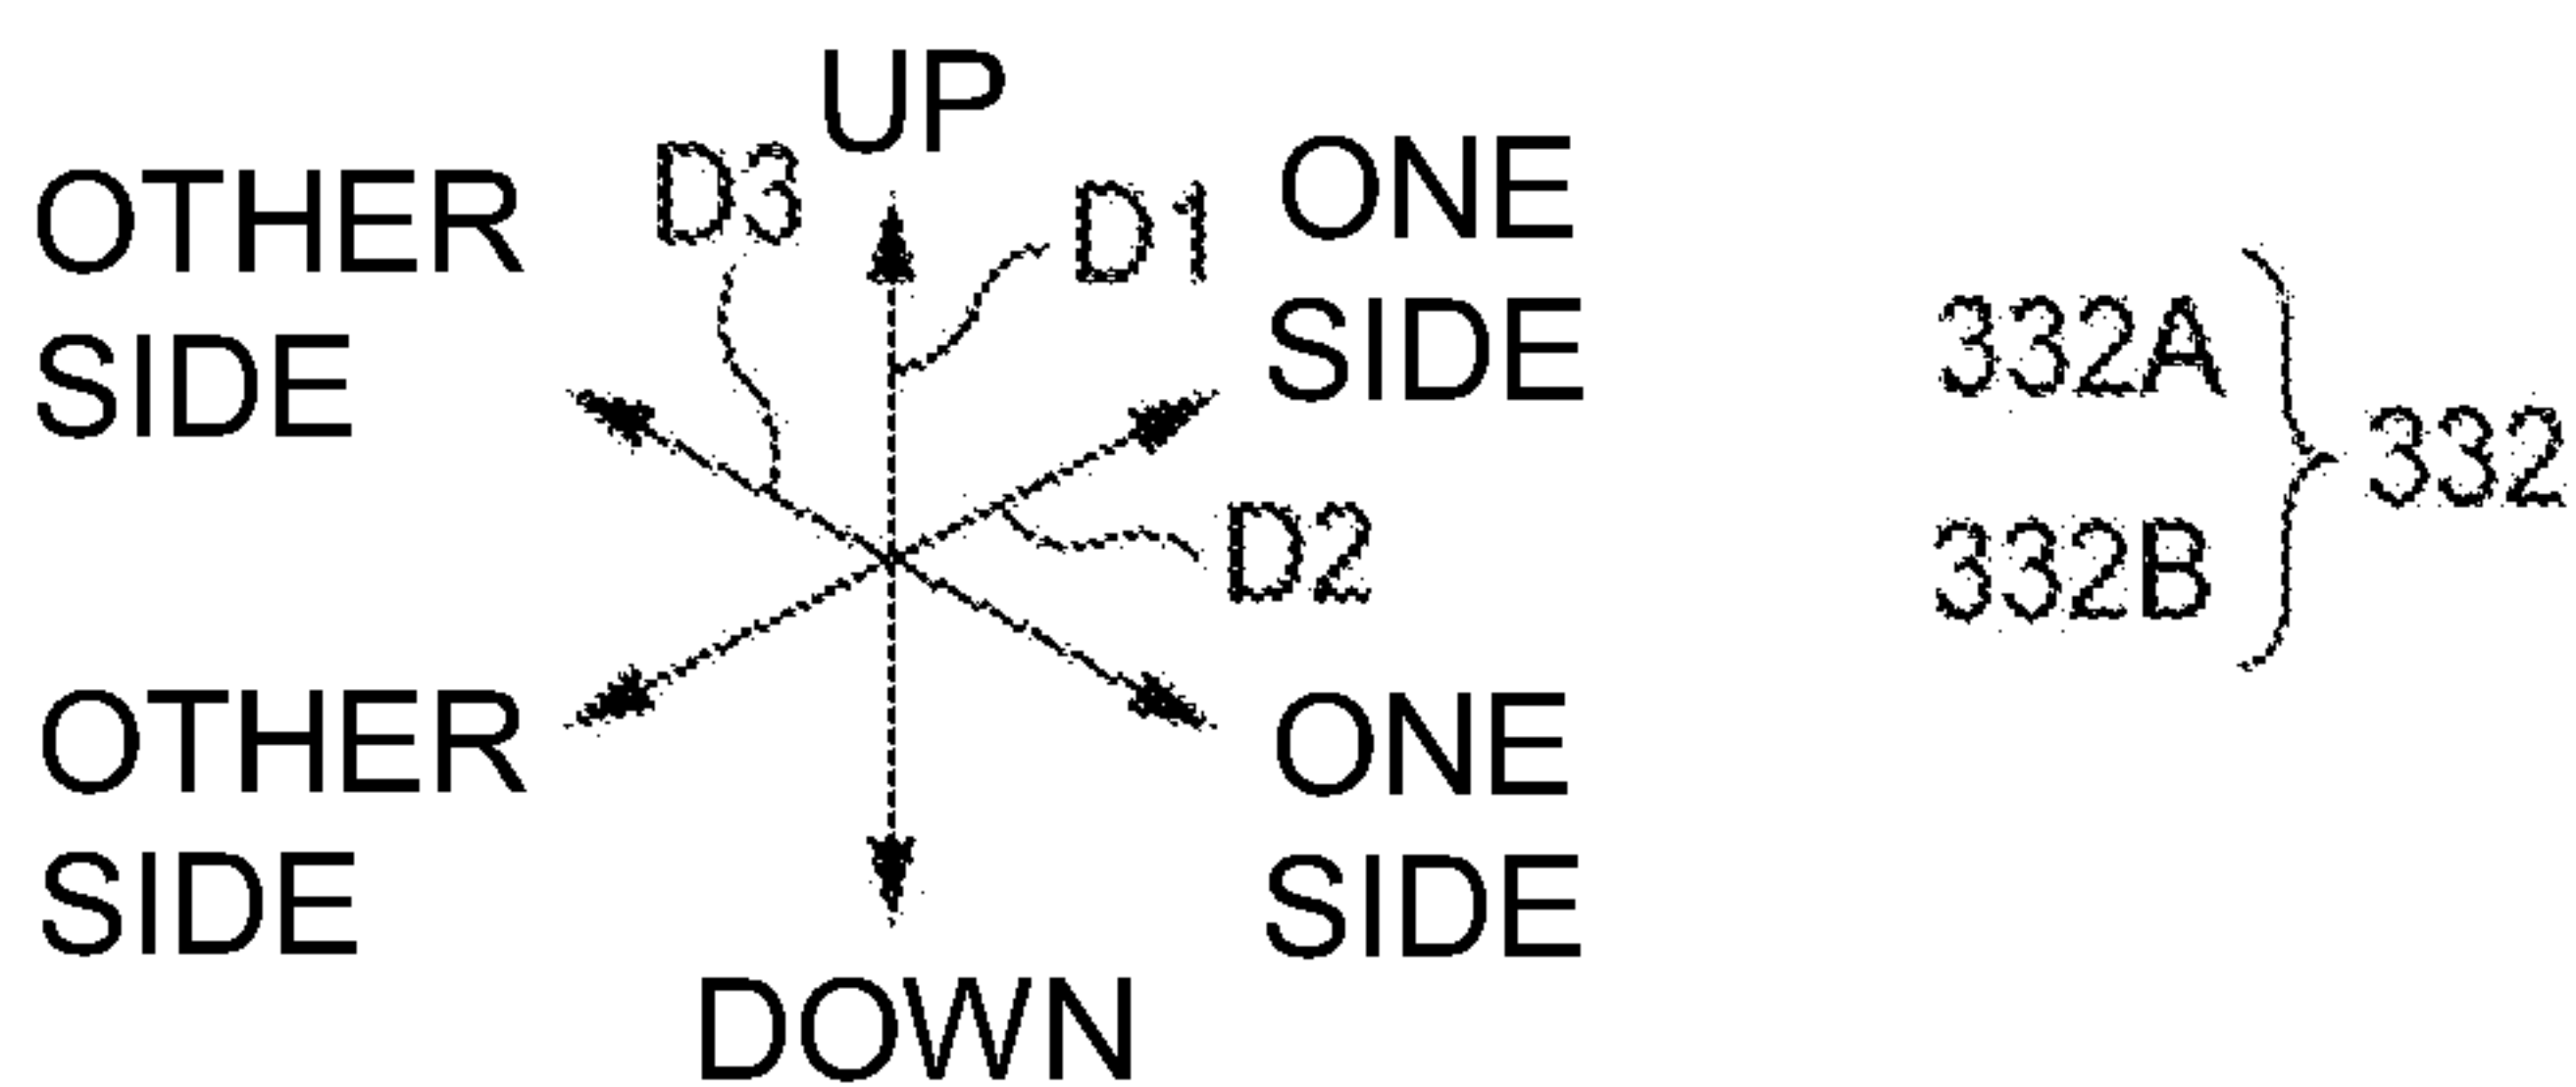 UP
D3
D1
OTHER
SIDE
ONE
SIDE
D2
OTHER
SIDE
ONE
SIDE
DOWN
332A
332B
332